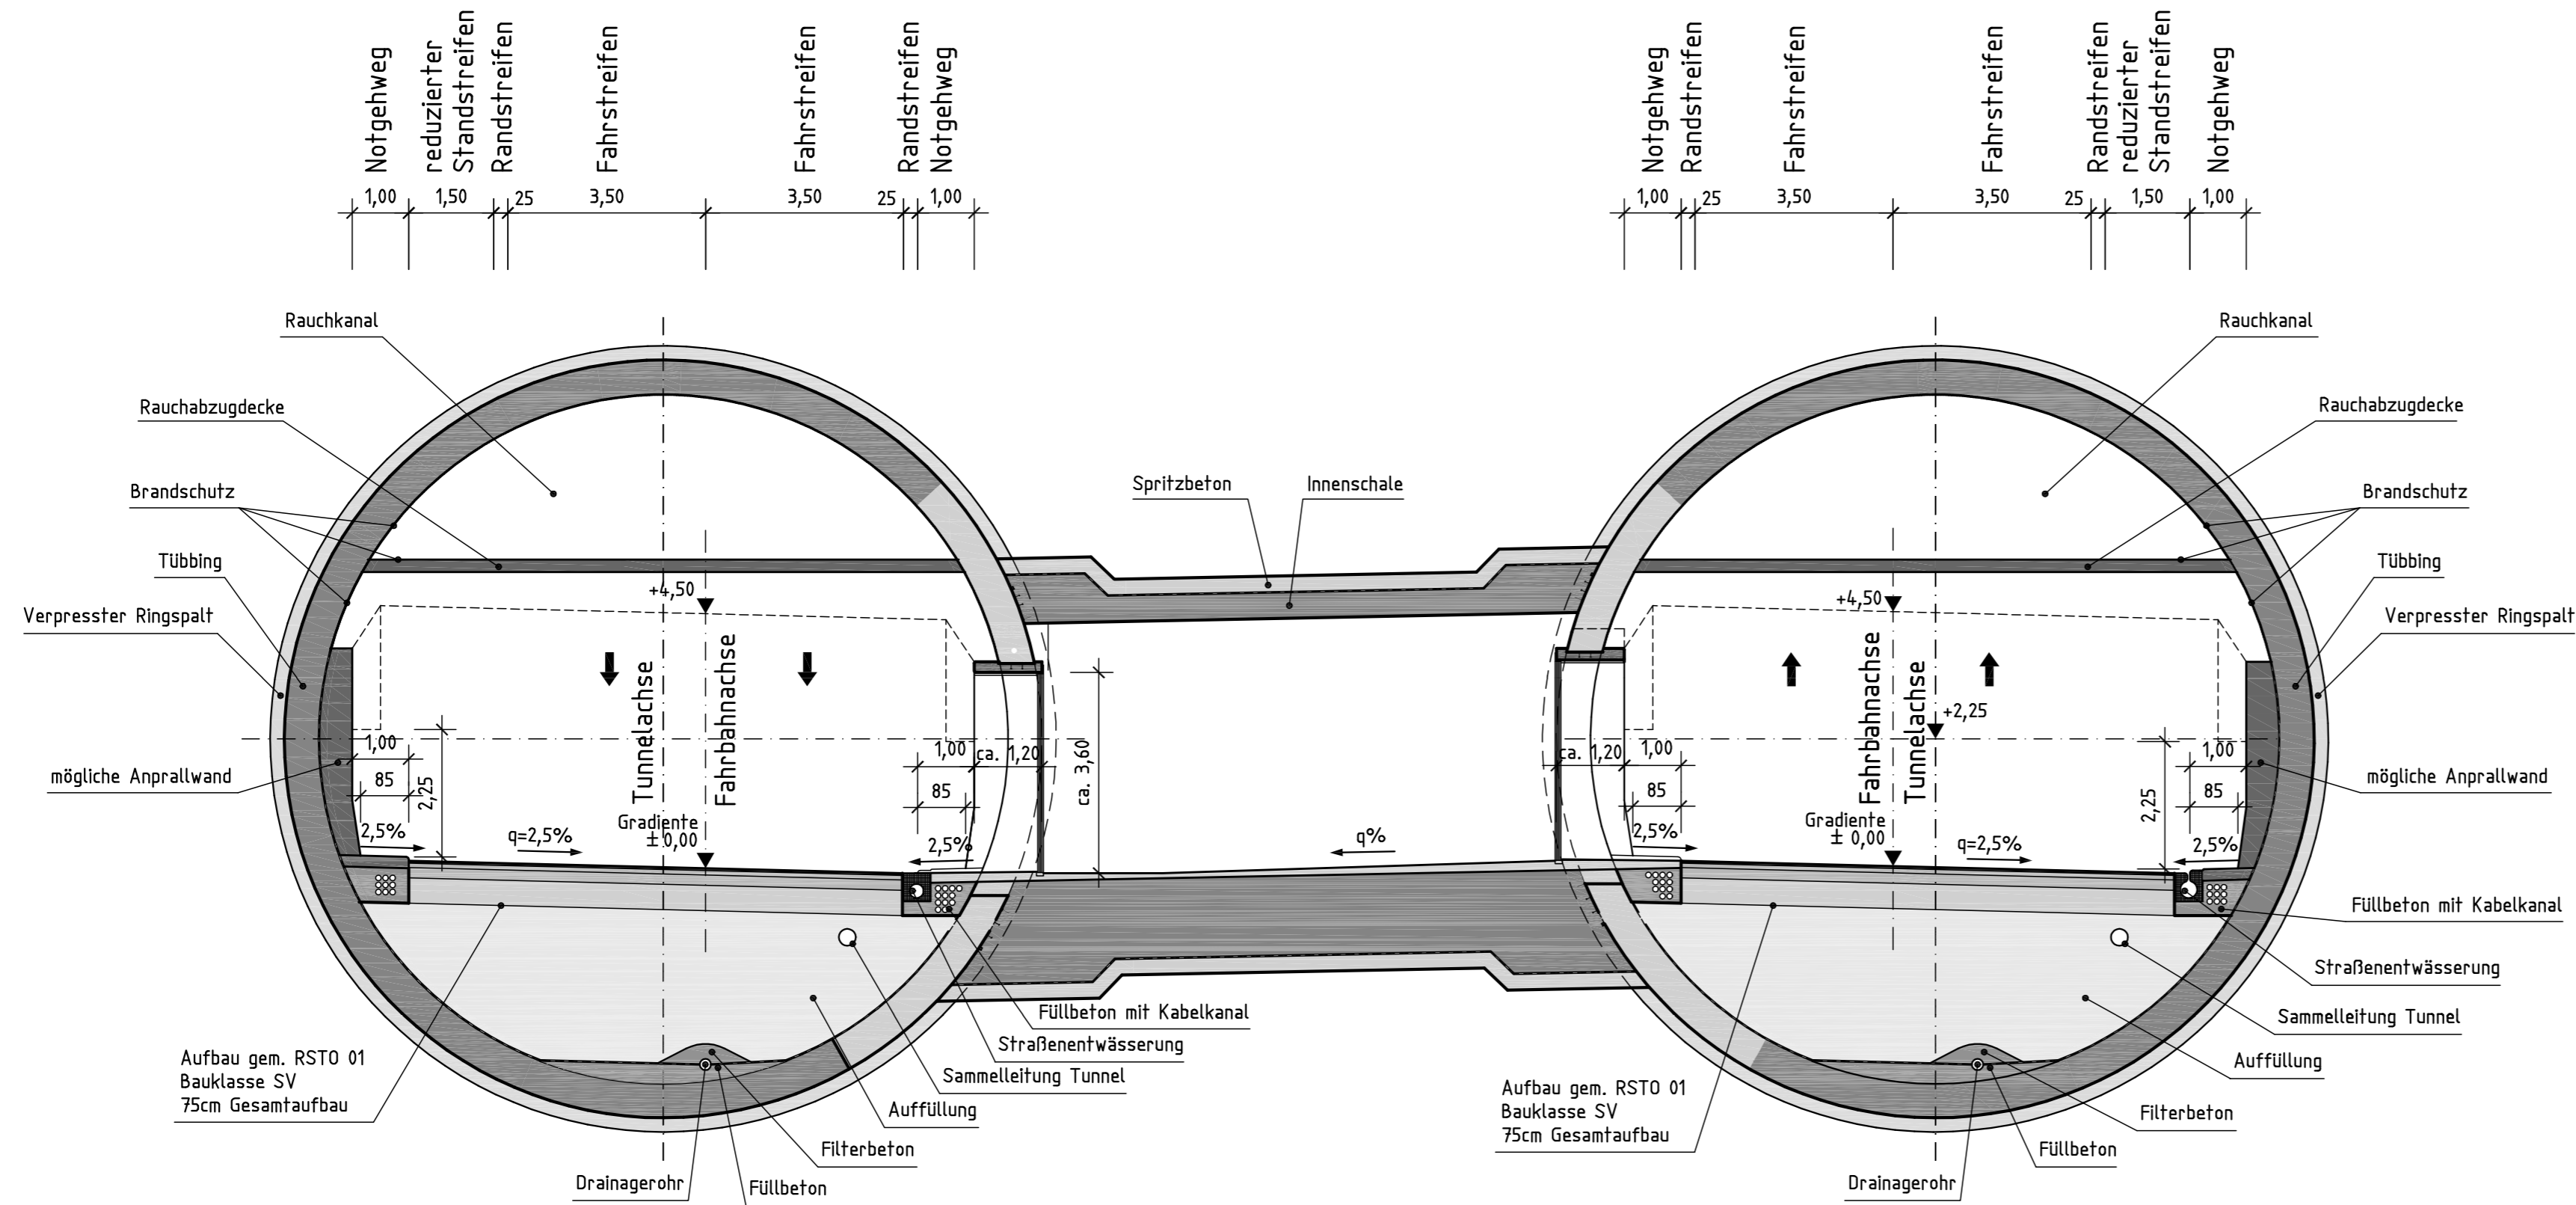 Notgehweg
reduzierter
Standstreifen
Randstreifen
Fahrstreifen
Fahrstreifen
Randstreifen
Notgehweg
1,00
1,50
25
3,50
3,50
25
1,00
Notgehweg
Randstreifen
Fahrstreifen
Fahrstreifen
Randstreifen
reduzierter
Standstreifen
Notgehweg
1,00
25
3,50
3,50
25
1,50
1,00
Rauchkanal
Rauchabzugdecke
Brandschutz
Tübbing
Verpresster Ringspalt
mögliche Anprallwand
+4,50
Tunnelachse
Fahrbahnachse
Gradiente
± 0,00
1,00
85
2,25
2,5%
q=2,5%
1,00
ca. 1,20
85
2,5%
ca. 3,60
Spritzbeton
Innenschale
q%
Aufbau gem. RSTO 01
Bauklasse SV
75cm Gesamtaufbau
Drainagerohr
Füllbeton
Filterbeton
Auffüllung
Sammelleitung Tunnel
Straßenentwässerung
Füllbeton mit Kabelkanal
Rauchkanal
Rauchabzugdecke
Brandschutz
Tübbing
Verpresster Ringspalt
mögliche Anprallwand
+4,50
Fahrbahnachse
Tunnelachse
+2,25
Gradiente
± 0,00
ca. 1,20
1,00
85
2,5%
q=2,5%
2,25
1,00
85
2,5%
Füllbeton mit Kabelkanal
Straßenentwässerung
Sammelleitung Tunnel
Auffüllung
Filterbeton
Füllbeton
Drainagerohr
Aufbau gem. RSTO 01
Bauklasse SV
75cm Gesamtaufbau